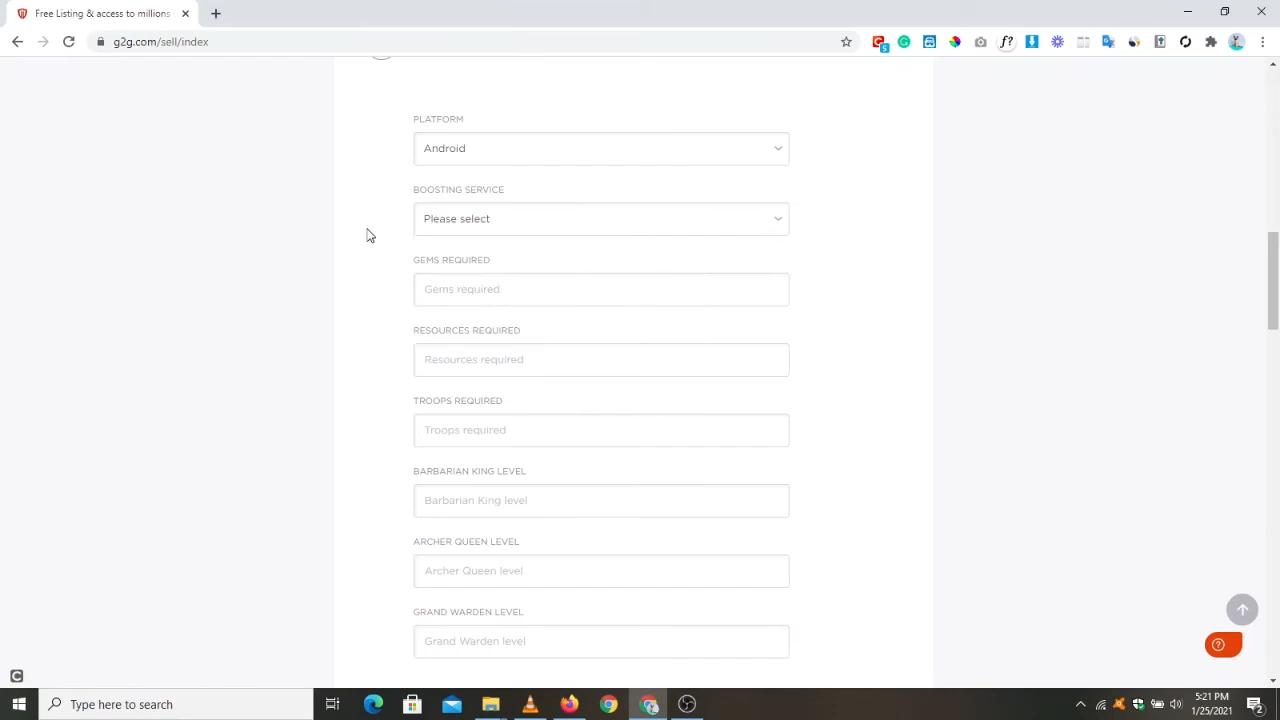 Free Listing & access to millions
g2g.com/sell/index
5
PLATFORM
Android
BOOSTING SERVICE
Please select
GEMS REQUIRED
Gems required
RESOURCES REQUIRED
Resources required
TROOPS REQUIRED
Troops required
BARBARIAN KING LEVEL
Barbarian King level
ARCHER QUEEN LEVEL
Archer Queen level
GRAND WARDEN LEVEL
Grand Warden level
Type here to search
5:21 PM
1/25/2021
2